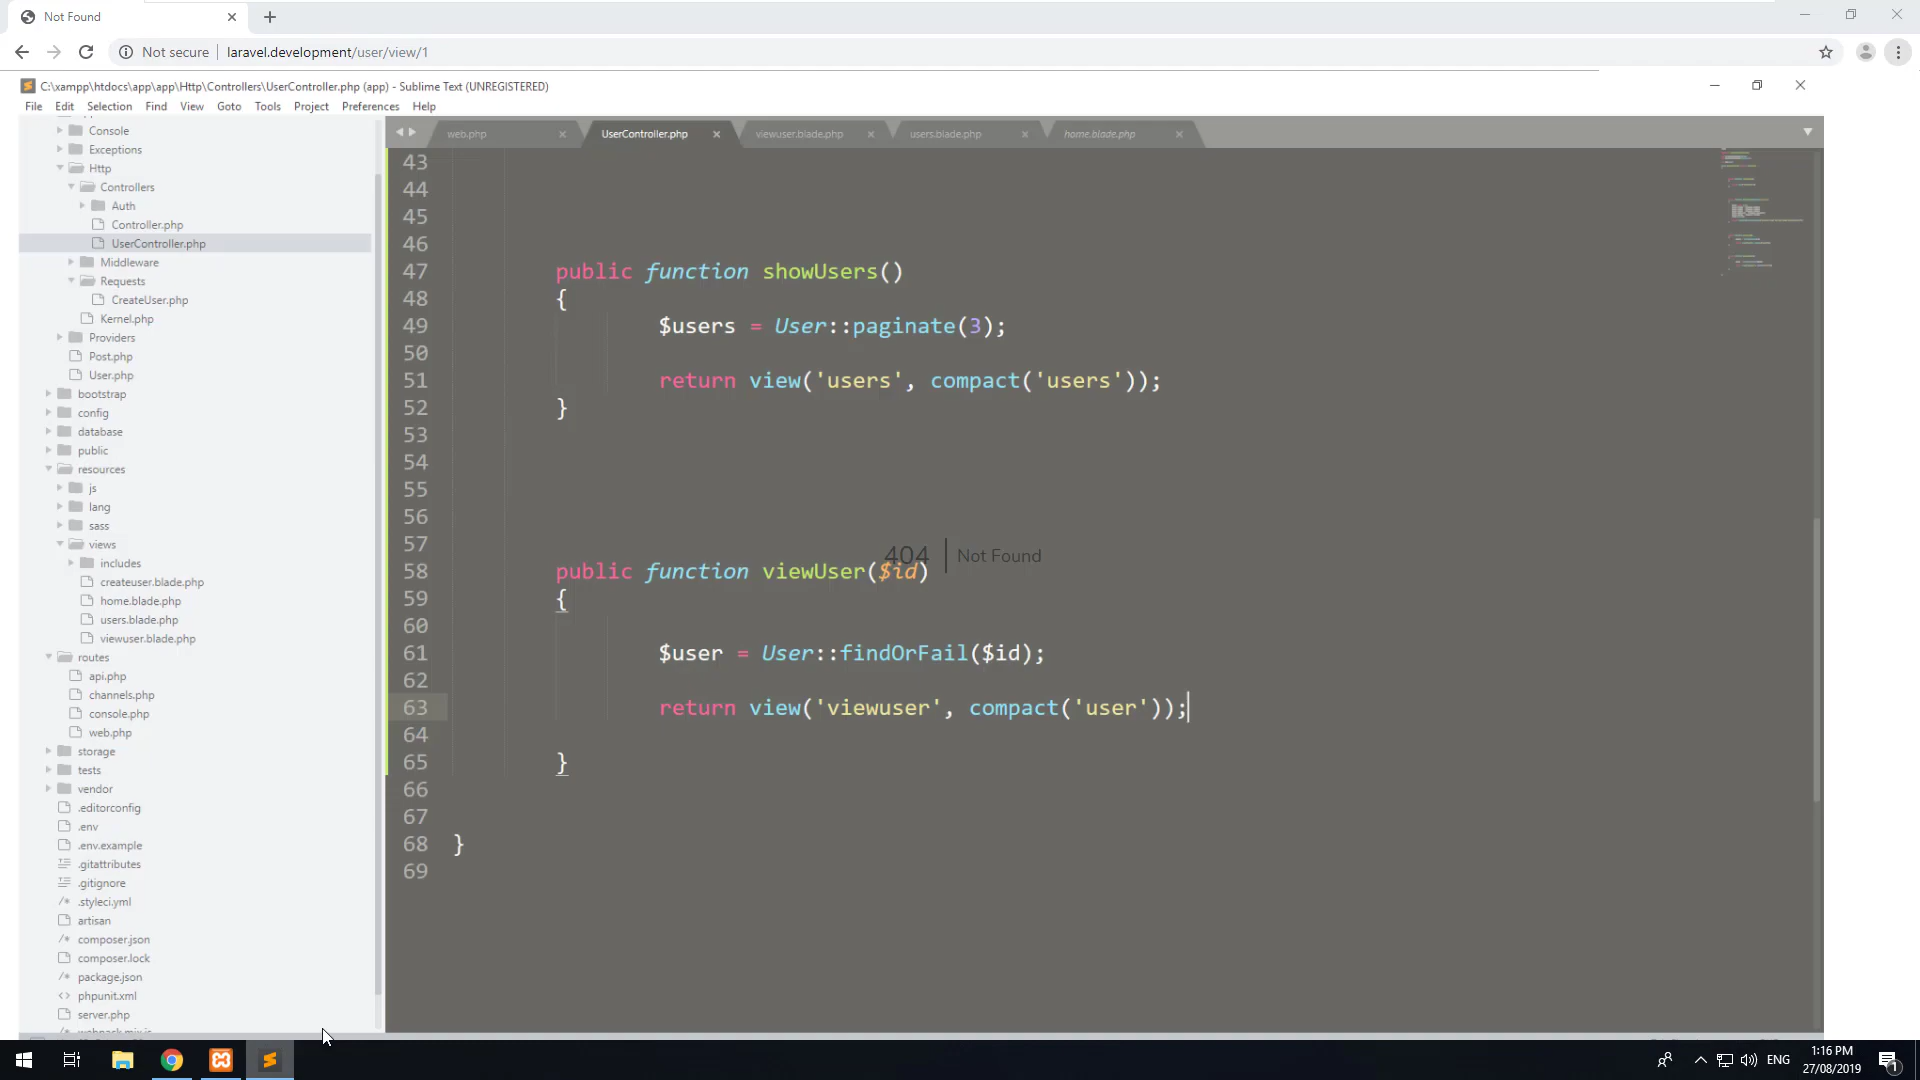 Not Found
Not secure
laravel.development/user/view/1
C:\xampp\htdocs\app\app\Http\Controllers\UserController.php (app) - Sublime Text (UNREGISTERED)
File Edit Selection Find View Goto Tools Project Preferences Help
web.php
UserController.php
viewuser.blade.php
users.blade.php
home.blade.php
Console
Exceptions
Http
Controllers
Auth
Controller.php
UserController.php
Middleware
Requests
CreateUser.php
Kernel.php
Providers
Post.php
User.php
bootstrap
config
database
public
resources
js
lang
sass
views
includes
createuser.blade.php
home.blade.php
users.blade.php
viewuser.blade.php
routes
api.php
channels.php
console.php
web.php
storage
tests
vendor
.editorconfig
.env
.env.example
.gitattributes
.gitignore
.styleci.yml
artisan
composer.json
composer.lock
package.json
phpunit.xml
server.php
webpack.mix.js
43
44
45
46
47 public function showUsers()
48 {
49 $users = User::paginate(3);
50
51 return view('users', compact('users'));
52 }
53
54
55
56
57
404 Not Found
58 public function viewUser($id)
59 {
60
61 $user = User::findOrFail($id);
62
63 return view('viewuser', compact('user'));
64
65 }
66
67
68 }
69
ENG
1:16 PM
27/08/2019
1